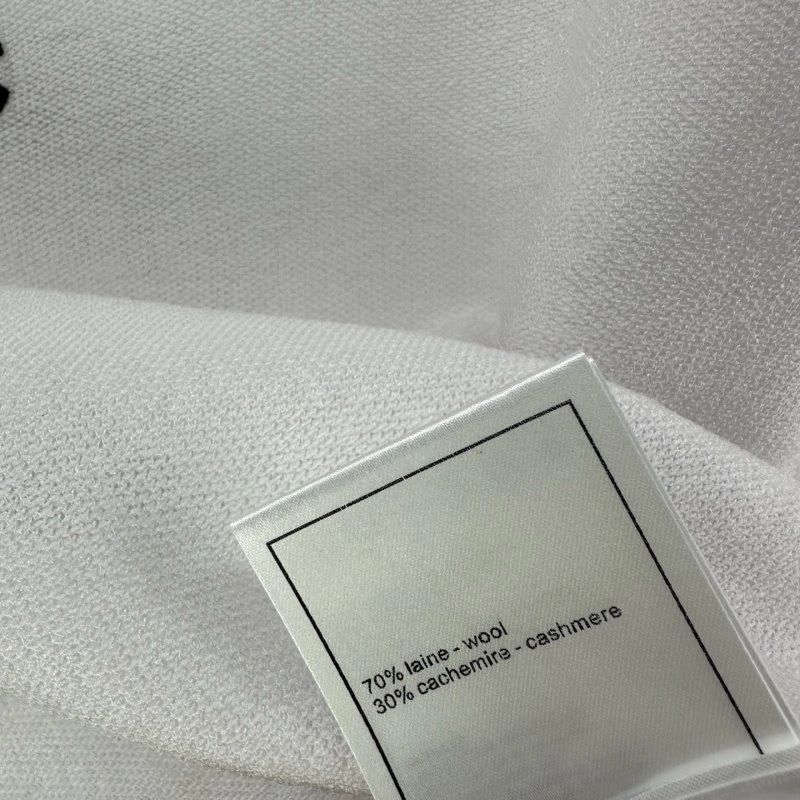 70% laine - wool
30% cachemire - cashmere